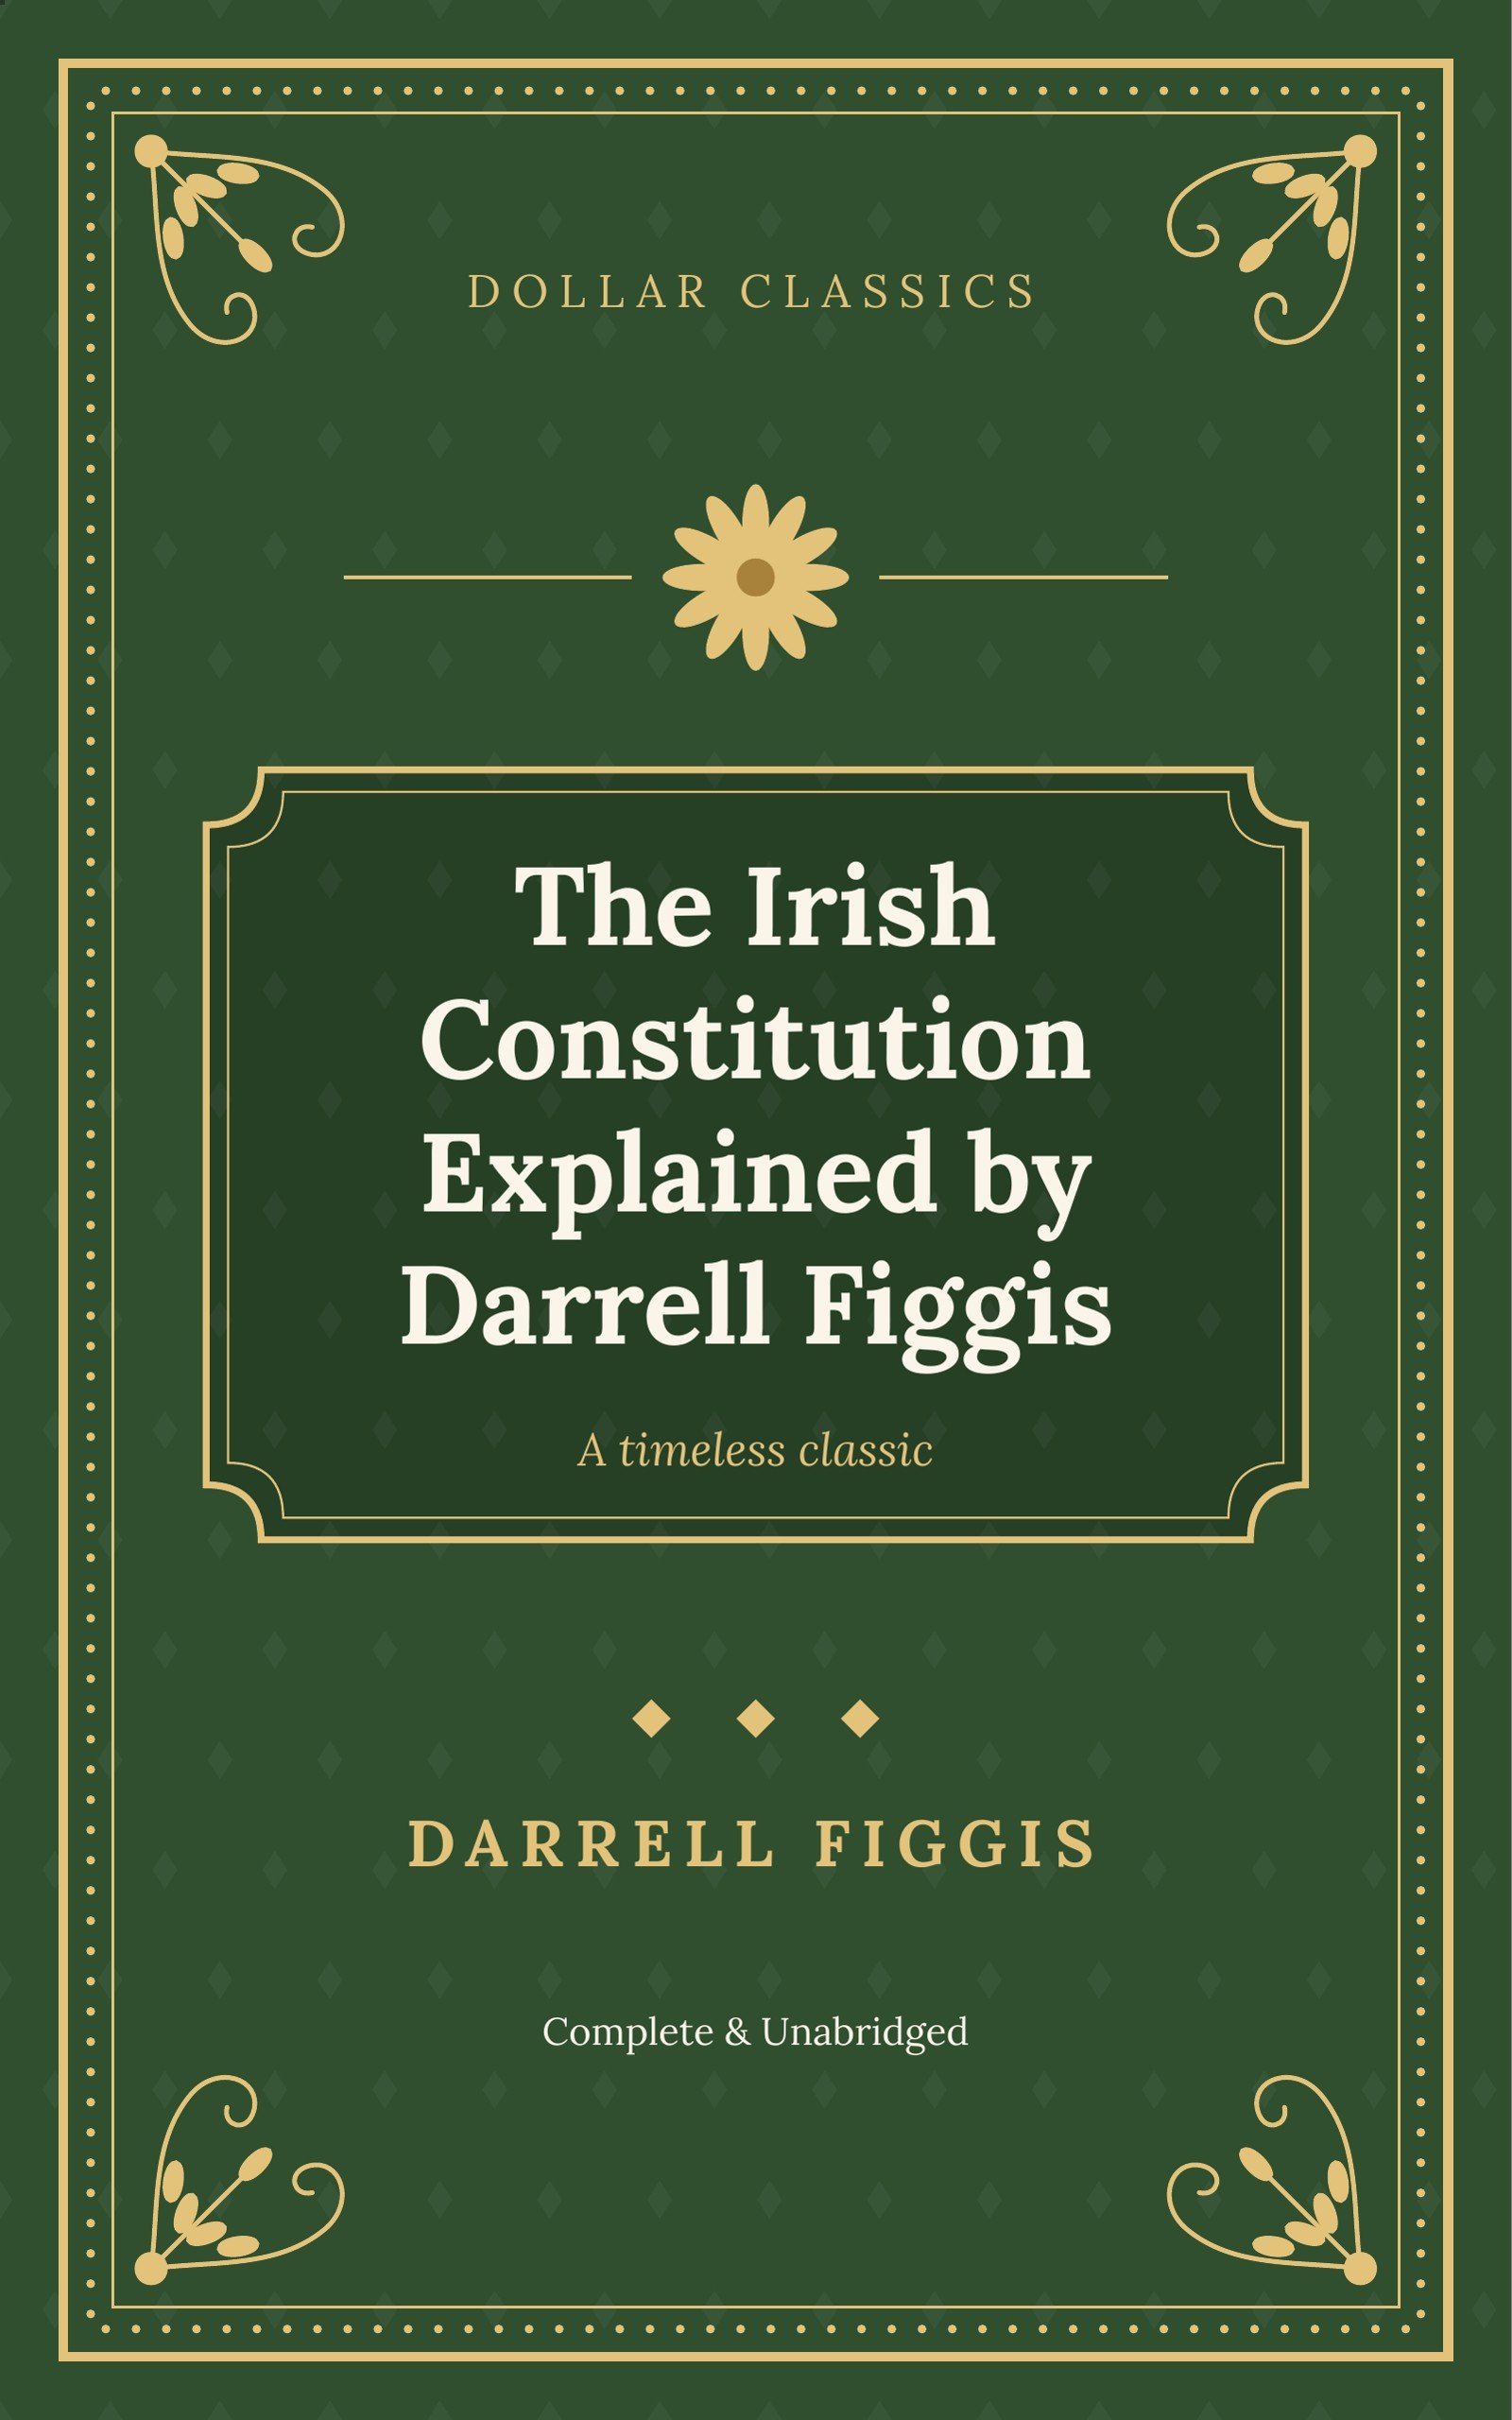 DOLLAR CLASSICS
The Irish
Constitution
Explained by
Darrell Figgis
A timeless classic
DARRELL FIGGIS
Complete & Unabridged